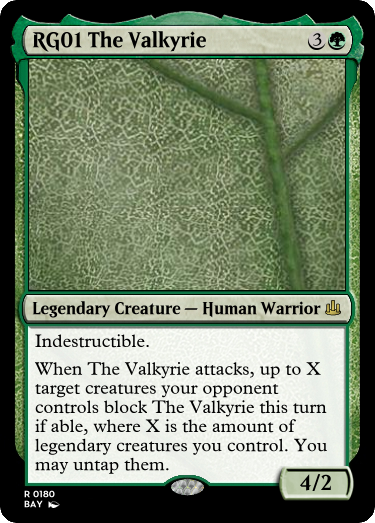 RG01 The Valkyrie 3
Legendary Creature — Human Warrior
Indestructible.
When The Valkyrie attacks, up to X
target creatures your opponent
controls block The Valkyrie this turn
if able, where X is the amount of
legendary creatures you control. You
may untap them.
4/2
R 0180
BAY